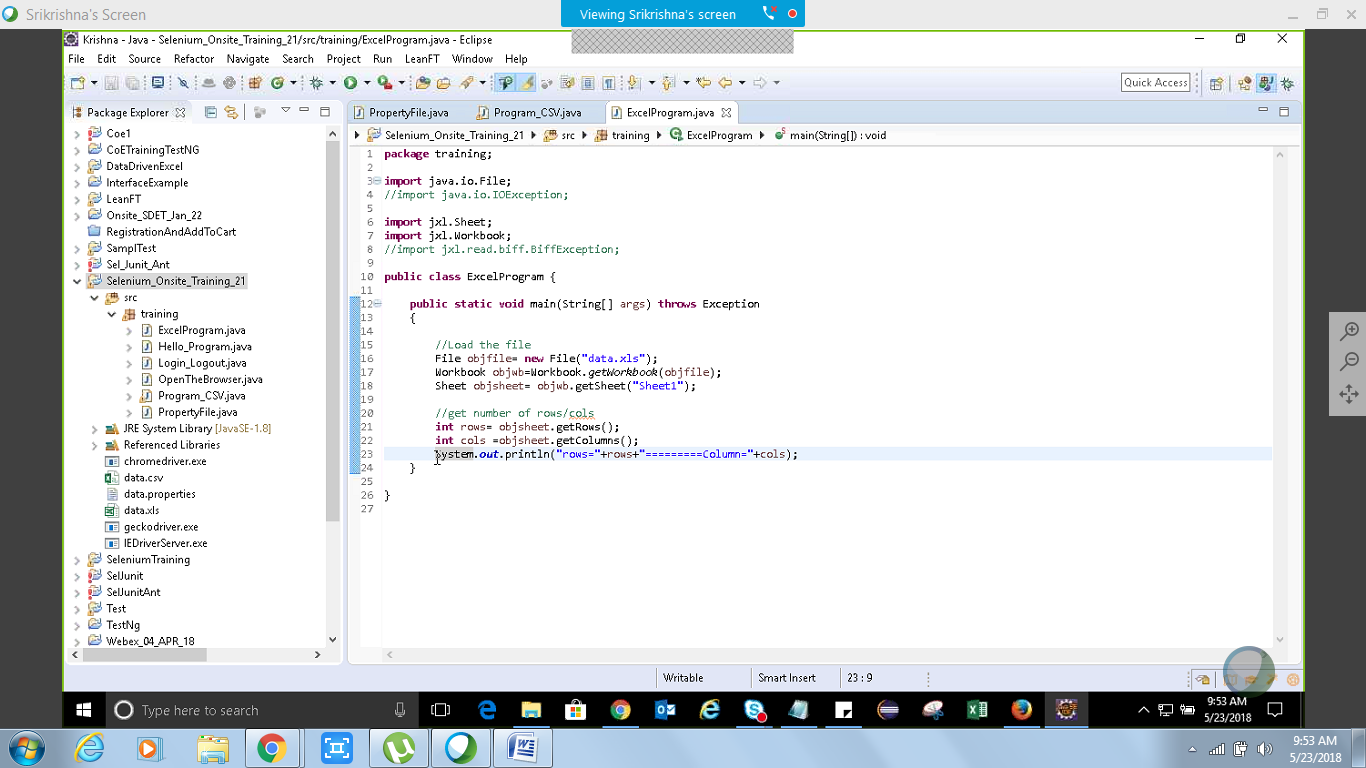 Srikrishna's Screen
Viewing Srikrishna's screen
Krishna - Java - Selenium_Onsite_Training_21/src/training/ExcelProgram.java - Eclipse
File Edit Source Refactor Navigate Search Project Run LeanFT Window Help
Quick Access
Package Explorer
PropertyFile.java Program_CSV.java ExcelProgram.java
Selenium_Onsite_Training_21 src training ExcelProgram main(String[]) : void
Coe1
CoETrainingTestNG
DataDrivenExcel
InterfaceExample
LeanFT
Onsite_SDET_Jan_22
RegistrationAndAddToCart
SamplTest
Sel_Junit_Ant
Selenium_Onsite_Training_21
src
training
ExcelProgram.java
Hello_Program.java
Login_Logout.java
OpenTheBrowser.java
Program_CSV.java
PropertyFile.java
JRE System Library [JavaSE-1.8]
Referenced Libraries
chromedriver.exe
data.csv
data.properties
data.xls
geckodriver.exe
IEDriverServer.exe
SeleniumTraining
SelJunit
SelJunitAnt
Test
TestNg
Webex_04_APR_18
1 package training;
2
3 import java.io.File;
4 //import java.io.IOException;
5
6 import jxl.Sheet;
7 import jxl.Workbook;
8 //import jxl.read.biff.BiffException;
9
10 public class ExcelProgram {
11
12 public static void main(String[] args) throws Exception
13 {
14
15 //Load the file
16 File objfile= new File("data.xls");
17 Workbook objwb=Workbook.getWorkbook(objfile);
18 Sheet objsheet= objwb.getSheet("Sheet1");
19
20 //get number of rows/cols
21 int rows= objsheet.getRows();
22 int cols =objsheet.getColumns();
23 System.out.println("rows="+rows+"=========Column="+cols);
24 }
25
26 }
27
Writable Smart Insert 23 : 9
Type here to search
9:53 AM
5/23/2018
9:53 AM
5/23/2018